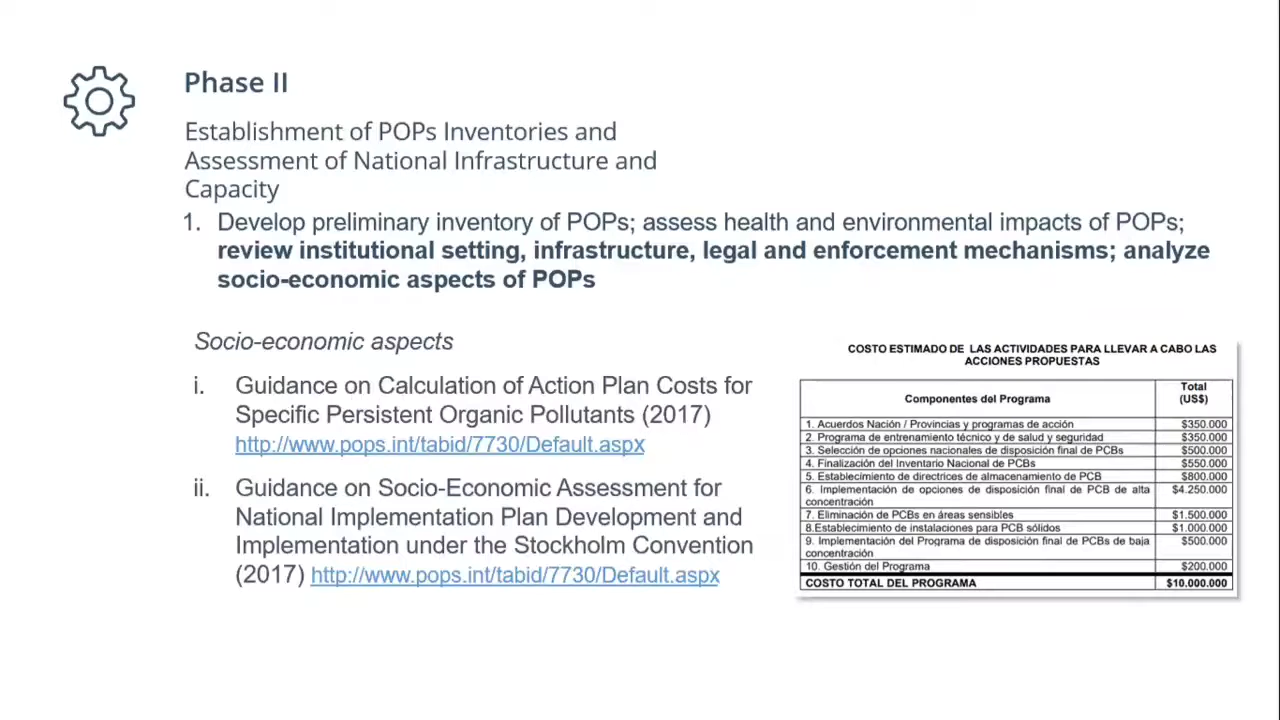 Phase II
Establishment of POPs Inventories and
Assessment of National Infrastructure and
Capacity
1. Develop preliminary inventory of POPs; assess health and environmental impacts of POPs;
review institutional setting, infrastructure, legal and enforcement mechanisms; analyze
socio-economic aspects of POPs
Socio-economic aspects
i. Guidance on Calculation of Action Plan Costs for
Specific Persistent Organic Pollutants (2017)
http://www.pops.int/tabid/7730/Default.aspx
ii. Guidance on Socio-Economic Assessment for
National Implementation Plan Development and
Implementation under the Stockholm Convention
(2017) http://www.pops.int/tabid/7730/Default.aspx
COSTO ESTIMADO DE LAS ACTIVIDADES PARA LLEVAR A CABO LAS
ACCIONES PROPUESTAS
Componentes del Programa Total
(US$)
1. Acuerdos Nación / Provincias y programas de acción $350.000
2. Programa de entrenamiento técnico y de salud y seguridad $350.000
3. Selección de opciones nacionales de disposición final de PCBs $500.000
4. Finalización del Inventario Nacional de PCBs $550.000
5. Establecimiento de directrices de almacenamiento de PCB $800.000
6. Implementación de opciones de disposición final de PCB de alta $4.250.000
concentración
7. Eliminación de PCBs en áreas sensibles $1.500.000
8.Establecimiento de instalaciones para PCB sólidos $1.000.000
9. Implementación del Programa de disposición final de PCBs de baja $500.000
concentración
10. Gestión del Programa $200.000
COSTO TOTAL DEL PROGRAMA $10.000.000